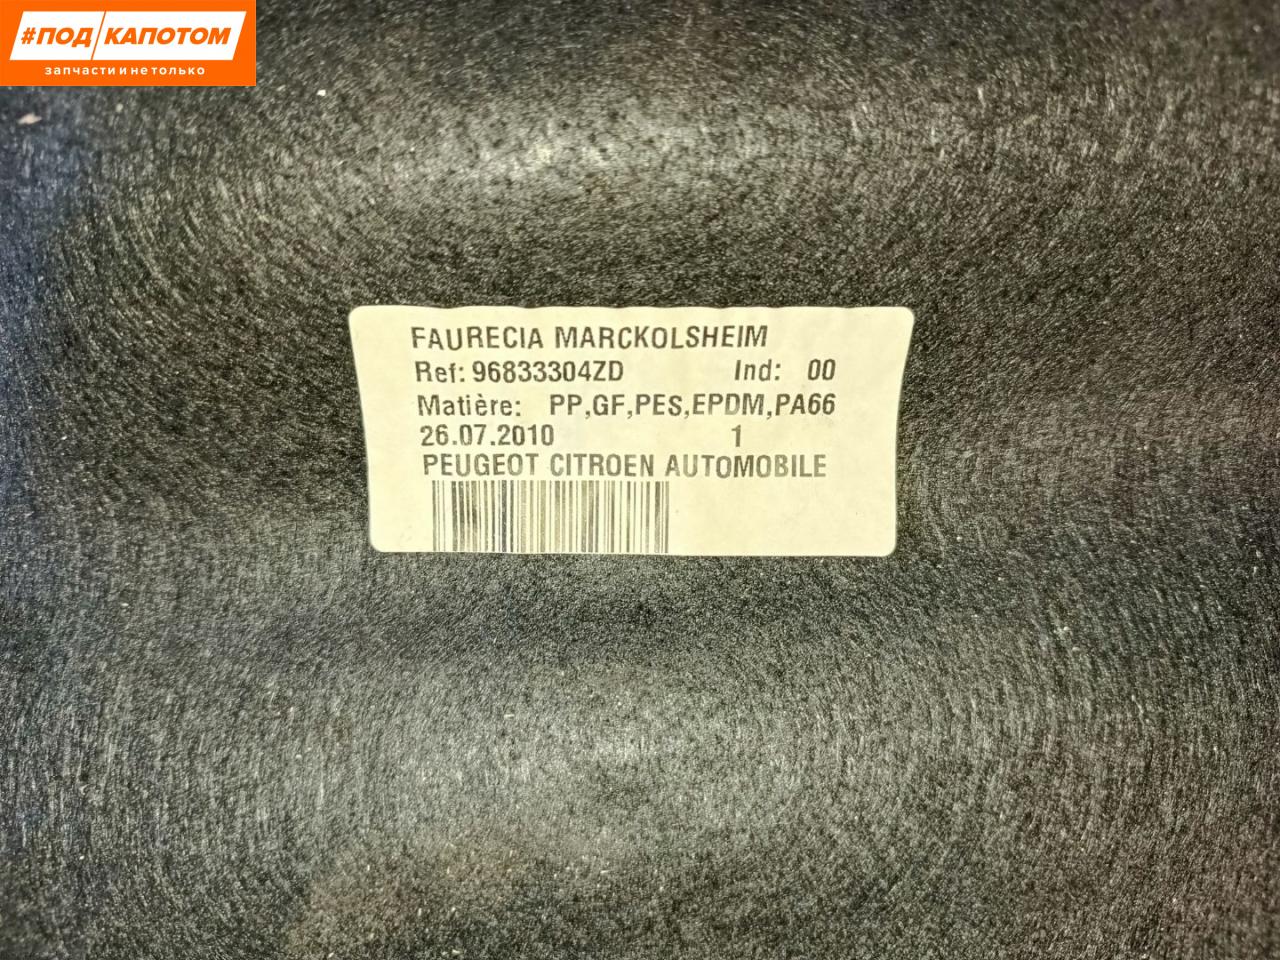 #ПОД КАПОТОМ
запчасти и не только
FAURECIA MARCKOLSHEIM
Ref: 96833304ZD Ind: 00
Matière: PP,GF,PES,EPDM,PA66
26.07.2010 1
PEUGEOT CITROEN AUTOMOBILE